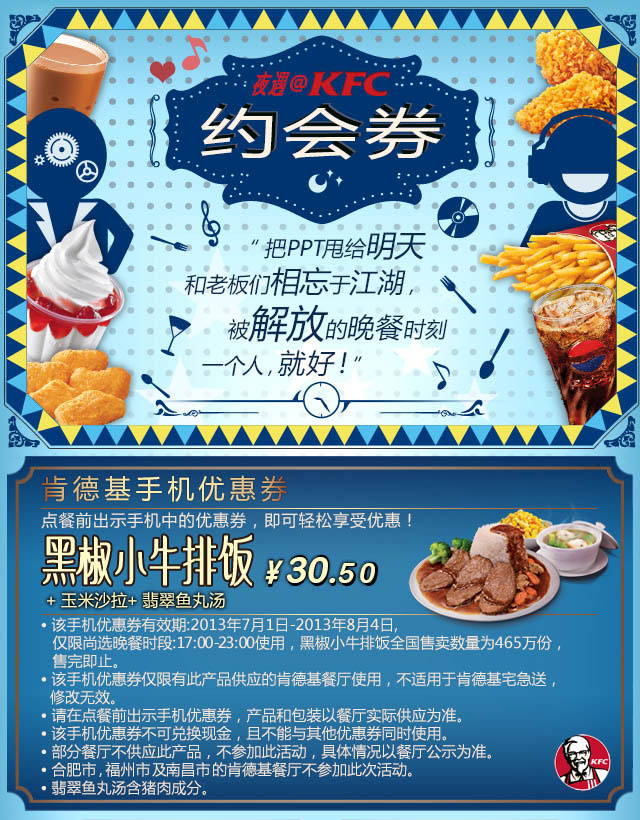 夜遇@KFC
约会券
“把PPT甩给明天
和老板们相忘于江湖，
被解放的晚餐时刻
一个人，就好！”
肯德基手机优惠券
点餐前出示手机中的优惠券，即可轻松享受优惠！
黑椒小牛排饭 ¥30.50
+ 玉米沙拉+ 翡翠鱼丸汤
• 该手机优惠券有效期:2013年7月1日-2013年8月4日,
仅限尚选晚餐时段:17:00-23:00使用，黑椒小牛排饭全国售卖数量为465万份，
售完即止。
• 该手机优惠券仅限有此产品供应的肯德基餐厅使用，不适用于肯德基宅急送，
修改无效。
• 请在点餐前出示手机优惠券，产品和包装以餐厅实际供应为准。
• 该手机优惠券不可兑换现金，且不能与其他优惠券同时使用。
• 部分餐厅不供应此产品，不参加此活动，具体情况以餐厅公示为准。
• 合肥市，福州市及南昌市的肯德基餐厅不参加此次活动。
• 翡翠鱼丸汤含猪肉成分。
KFC